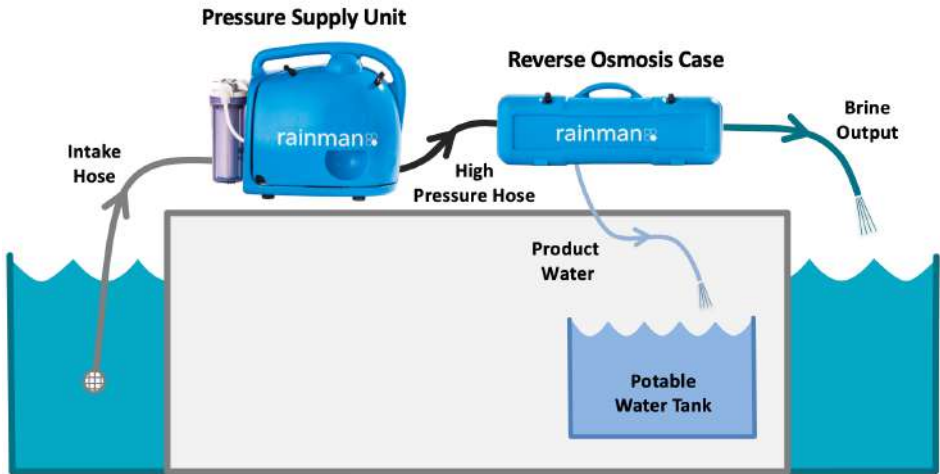 Pressure Supply Unit
Reverse Osmosis Case
rainman
rainman
Brine
Output
Intake
Hose
High
Pressure Hose
Product
Water
Potable
Water Tank